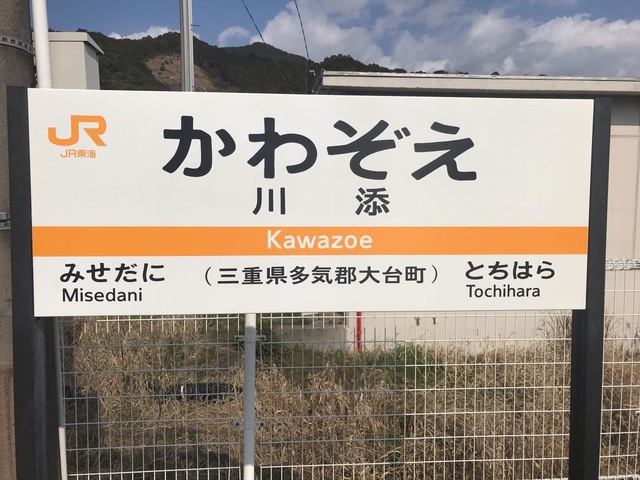 JR
JR東海
かわぞえ
川添
Kawazoe
みせだに
Misedani
(三重県多気郡大台町)
とちはら
Tochihara